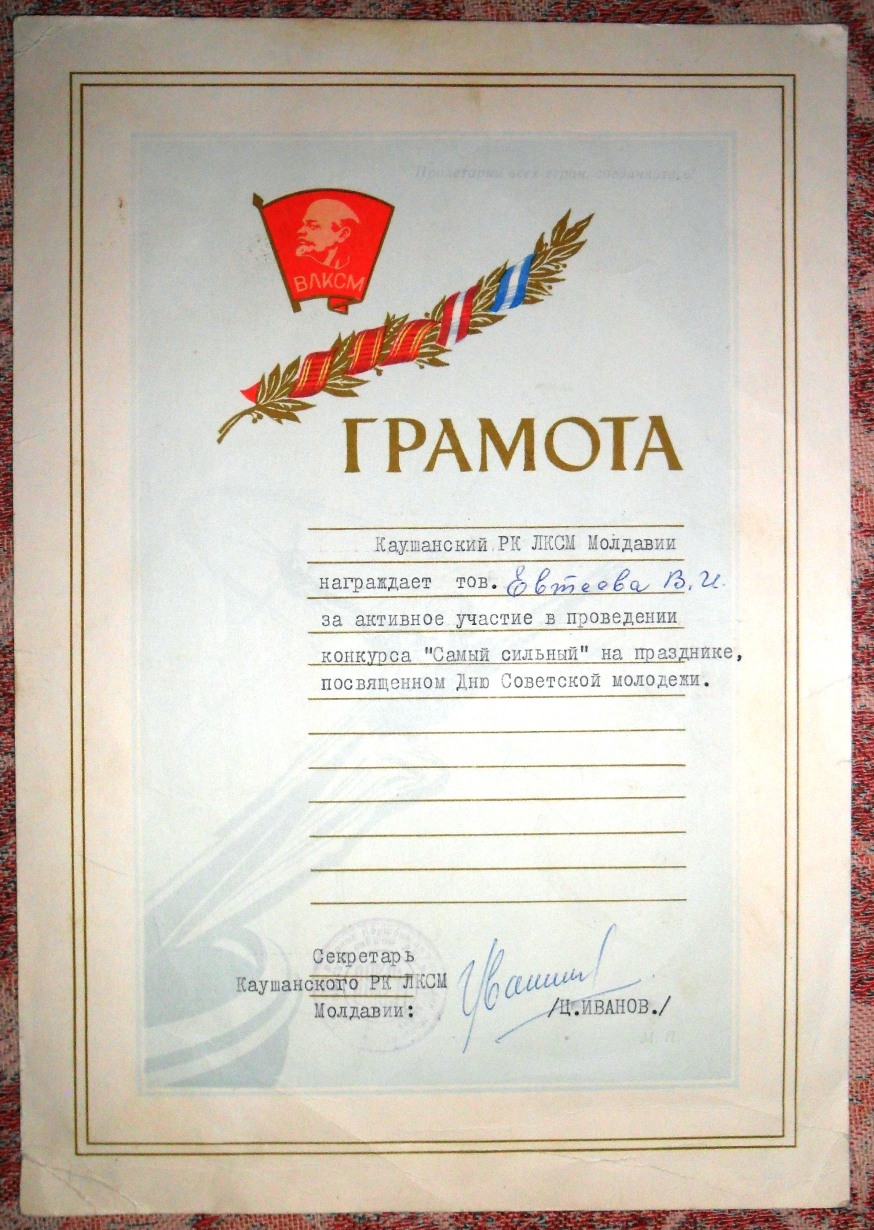 Пролетарии всех стран, соединяйтесь!
ВЛКСМ
ГРАМОТА
Каушанский РК ЛКСМ Молдавии
награждает тов. Евтеева В.И.
за активное участие в проведении
конкурса "Самый сильный" на празднике,
посвященном Дню Советской молодежи.
Секретарь
Каушанского РК ЛКСМ
Молдавии:
/Ц.ИВАНОВ./